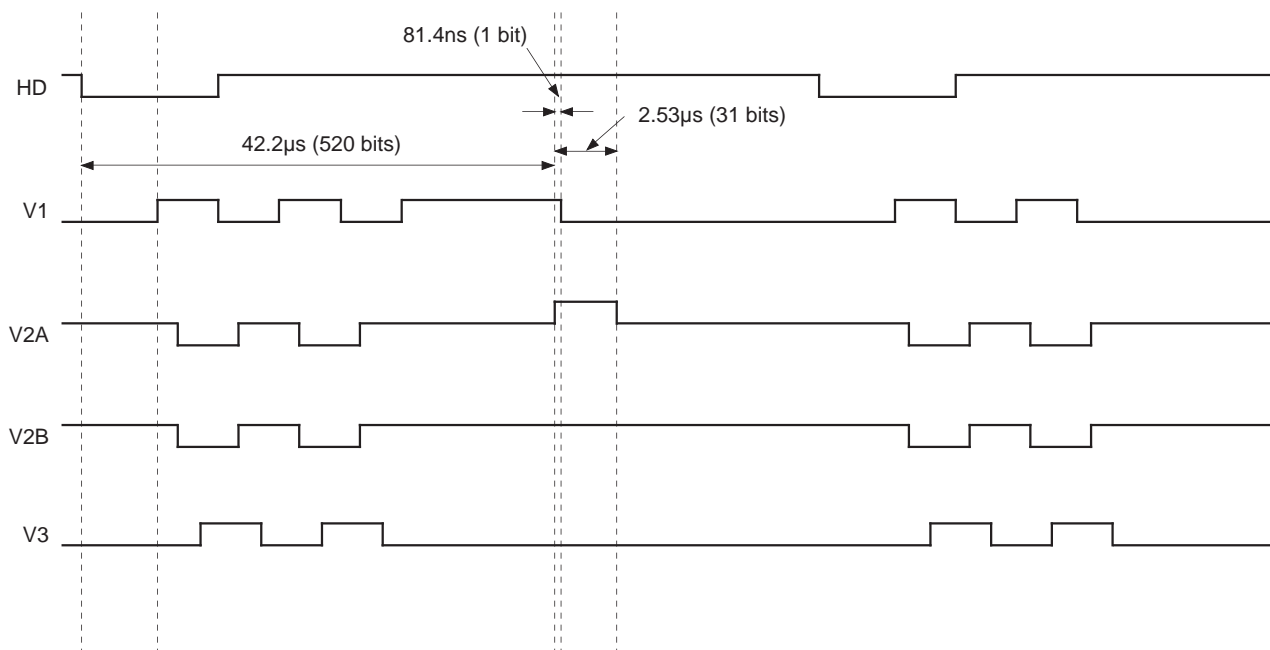 81.4ns (1 bit)
HD
2.53µs (31 bits)
42.2µs (520 bits)
V1
V2A
V2B
V3